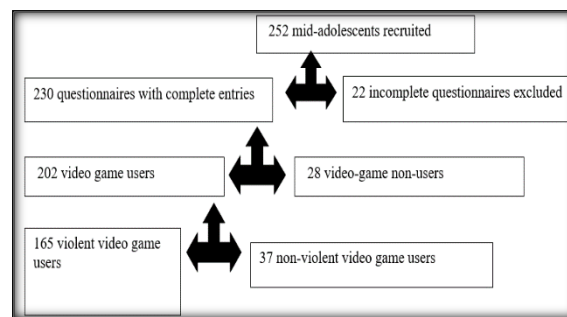 252 mid-adolescents recruited
230 questionnaires with complete entries
22 incomplete questionnaires excluded
202 video game users
28 video-game non-users
165 violent video game
users
37 non-violent video game users